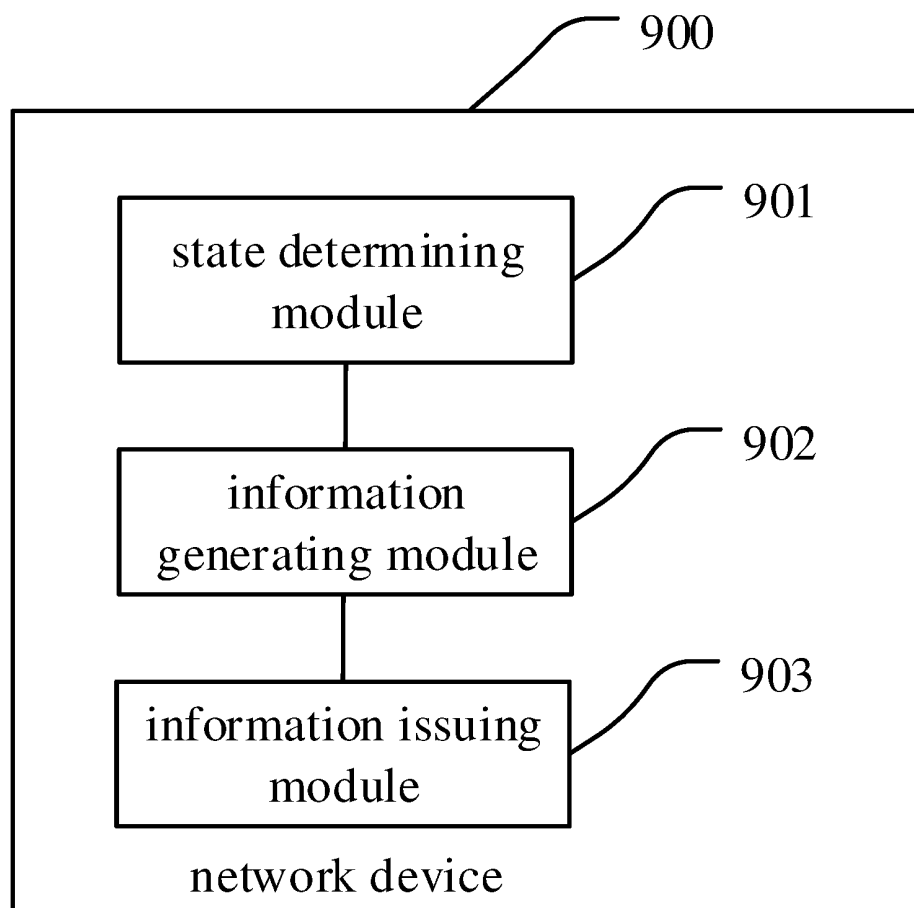 900
901
state determining
module
902
information
generating module
903
information issuing
module
network device